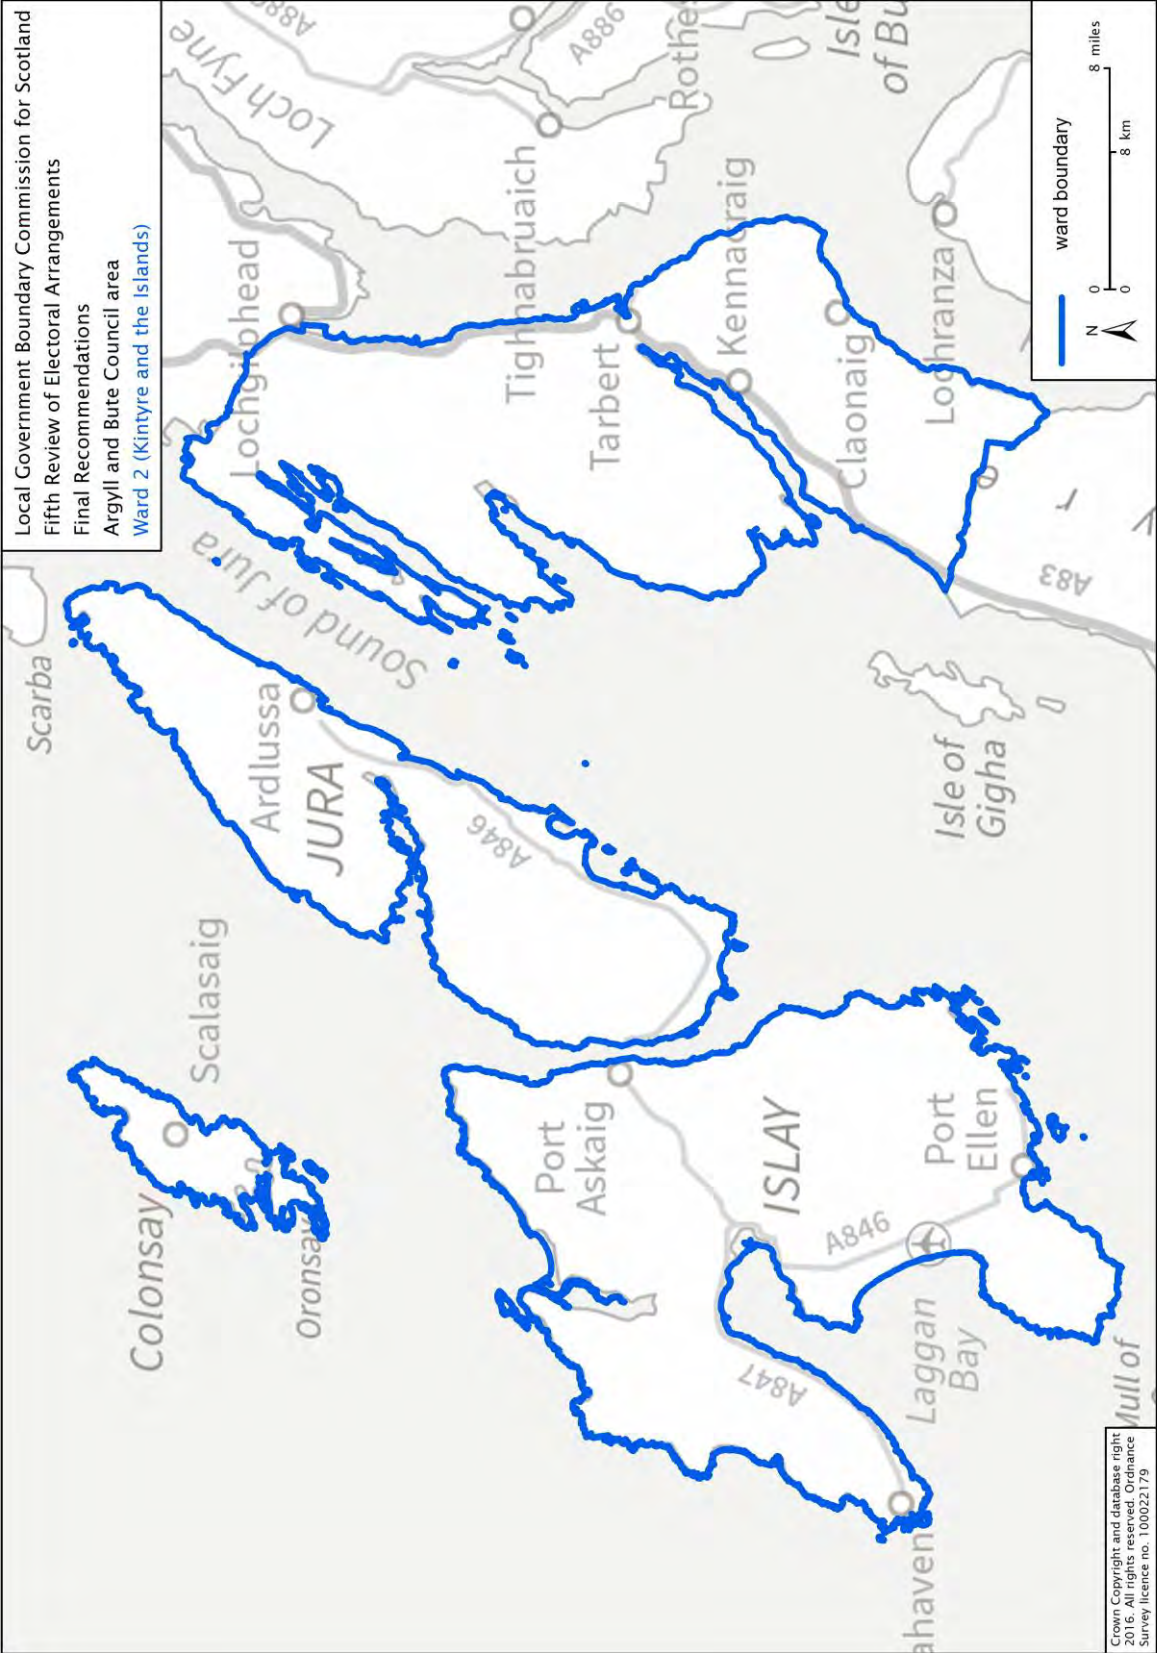 Local Government Boundary Commission for Scotland
Fifth Review of Electoral Arrangements
Final Recommendations
Argyll and Bute Council area
Ward 2 (Kintyre and the Islands)
Scarba
Loch Fyne
A886
Lochgilphead
Sound of Jura
Ardlussa
JURA
Scalasaig
Colonsay
Oronsay
Tighnabruaich
Rothes
Isle
of Bu
Tarbert
Kennacraig
A846
Port
Askaig
Claonaig
Lochranza
Isle of
Gigha
A83
ISLAY
Port
Ellen
A846
A847
Laggan
Bay
ahaven
Mull of
r
ward boundary
N
0
8 miles
0
8 km
Crown Copyright and database right
2016. All rights reserved. Ordnance
Survey licence no. 100022179